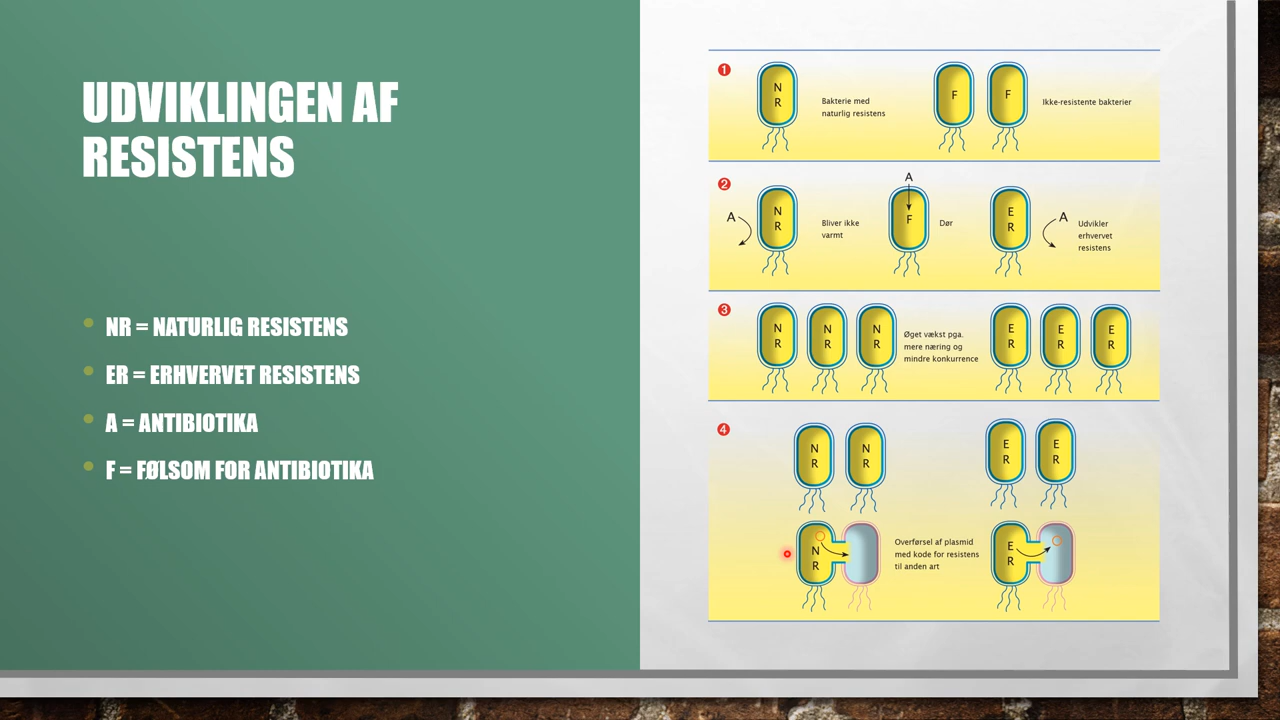 UDVIKLINGEN AF
RESISTENS
NR = NATURLIG RESISTENS
ER = ERHVERVET RESISTENS
A = ANTIBIOTIKA
F = FØLSOM FOR ANTIBIOTIKA
1
N
R
Bakterie med
naturlig resistens
F
F
Ikke-resistente bakterier
2
A
N
R
Bliver ikke
varmt
A
F
Dør
E
R
A
Udvikler
erhvervet
resistens
3
N
R
N
R
N
R
Øget vækst pga.
mere næring og
mindre konkurrence
E
R
E
R
E
R
4
N
R
N
R
E
R
E
R
N
R
Overførsel af plasmid
med kode for resistens
til anden art
E
R